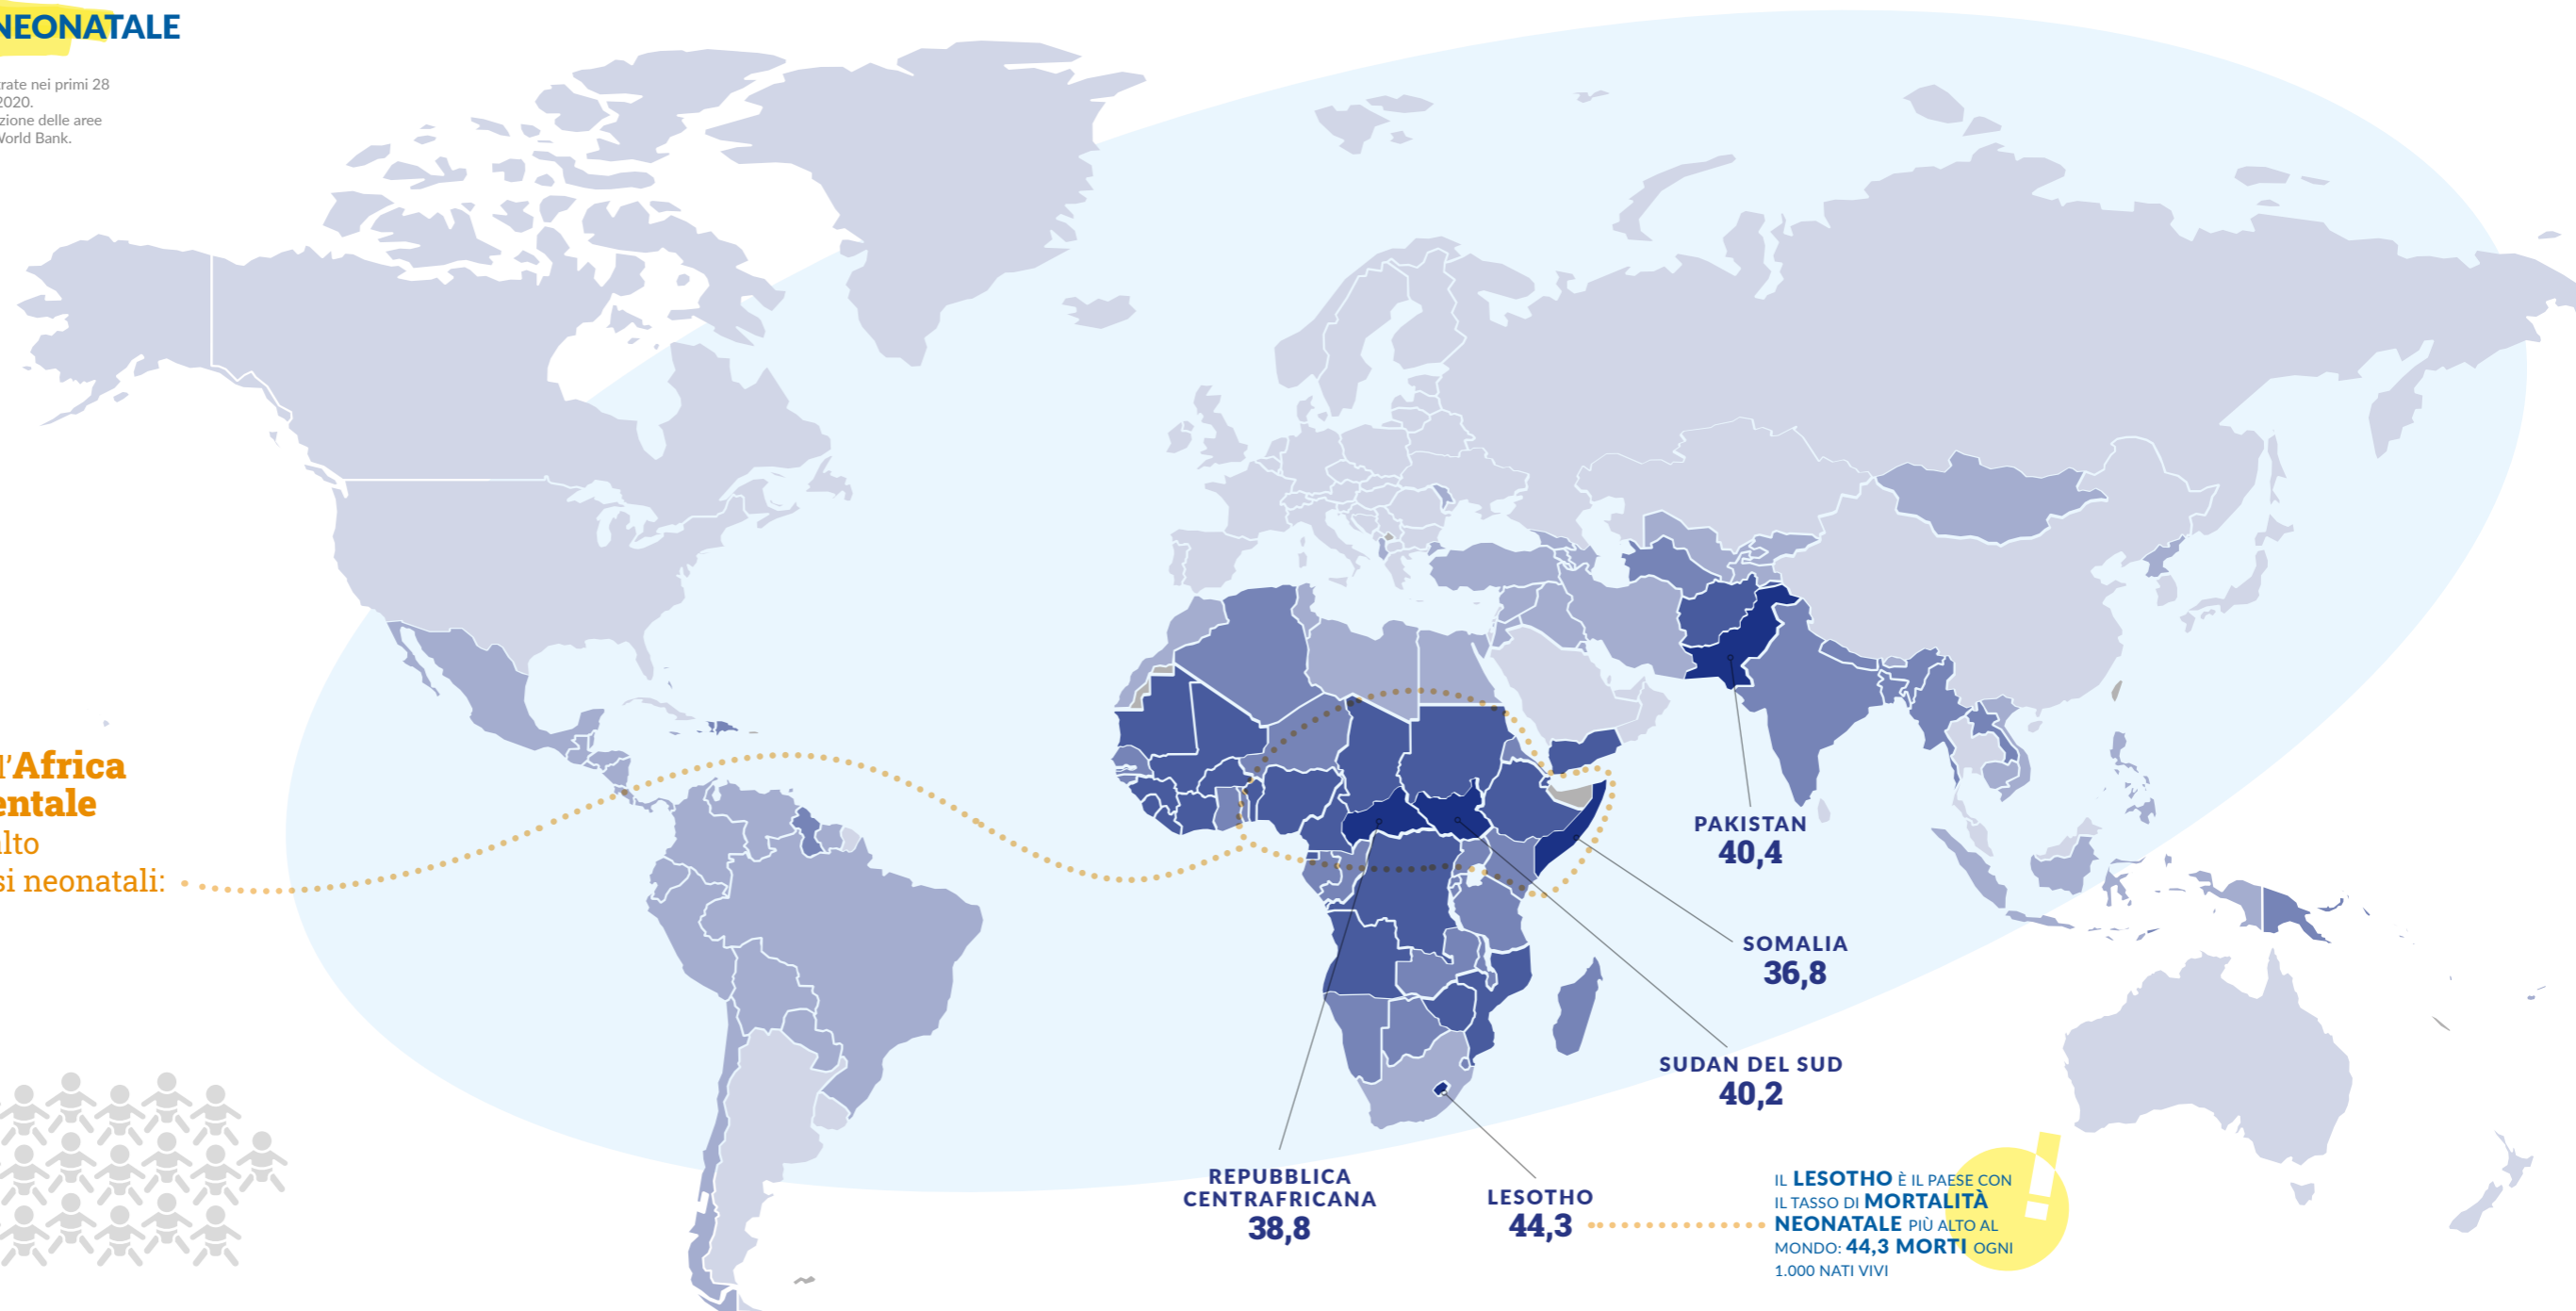 NEONATALE
rate nei primi 28
2020.
zione delle aree
World Bank.
l'Africa
entale
alto
si neonatali:
PAKISTAN
40,4
SOMALIA
36,8
SUDAN DEL SUD
40,2
REPUBBLICA
CENTRAFRICANA
38,8
LESOTHO
44,3
IL LESOTHO È IL PAESE CON
IL TASSO DI MORTALITÀ
NEONATALE PIÙ ALTO AL
MONDO: 44,3 MORTI OGNI
1.000 NATI VIVI